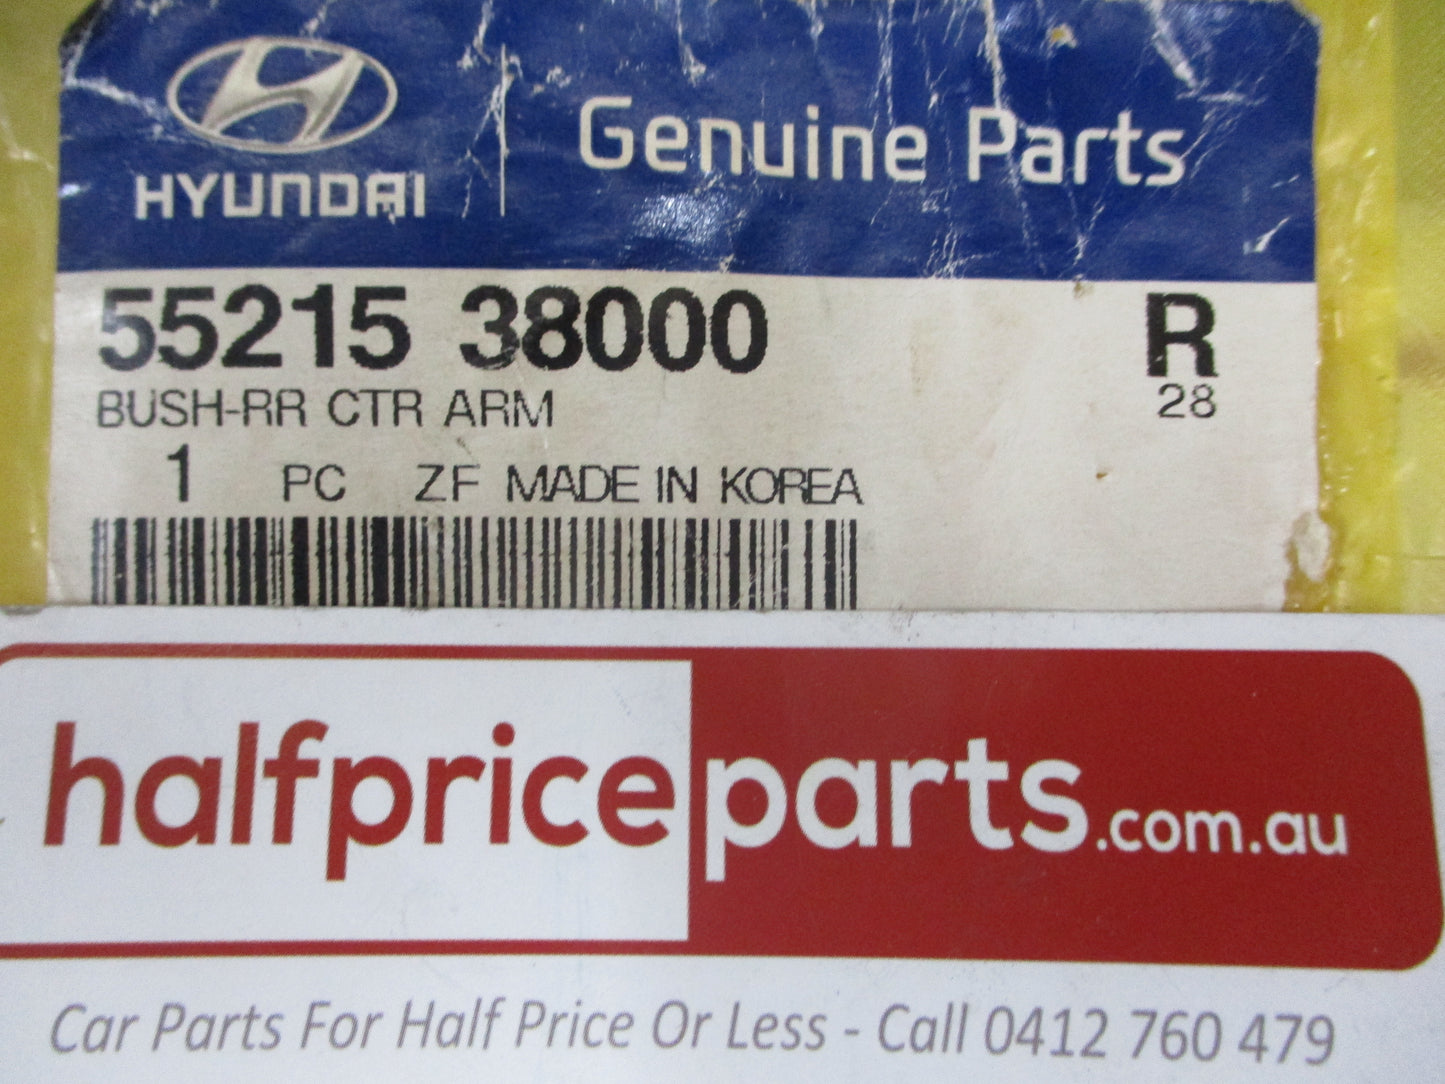 HYUNDAI
Genuine Parts
55215 38000 R
BUSH-RR CTR ARM 28
1 PC ZF MADE IN KOREA
halfpriceparts.com.au
Car Parts For Half Price Or Less - Call 0412 760 479